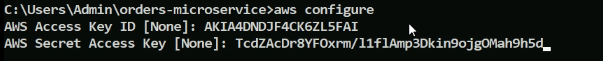 C:\Users\Admin\orders-microservice>aws configure
AWS Access Key ID [None]: AKIA4DNDJF4CK6ZL5FAI
AWS Secret Access Key [None]: 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